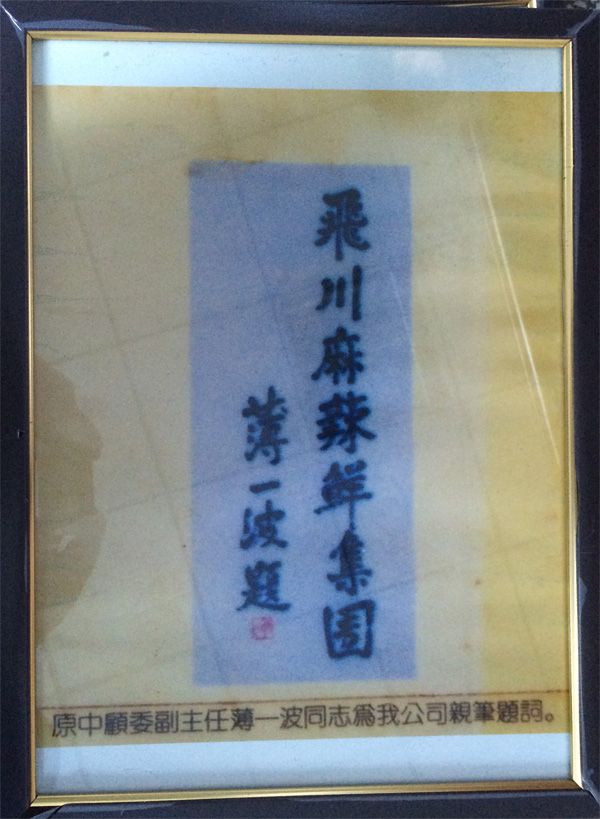 飛川麻辣鮮集团
薄一波題
原中顧委副主任薄一波同志爲我公司親筆題詞。